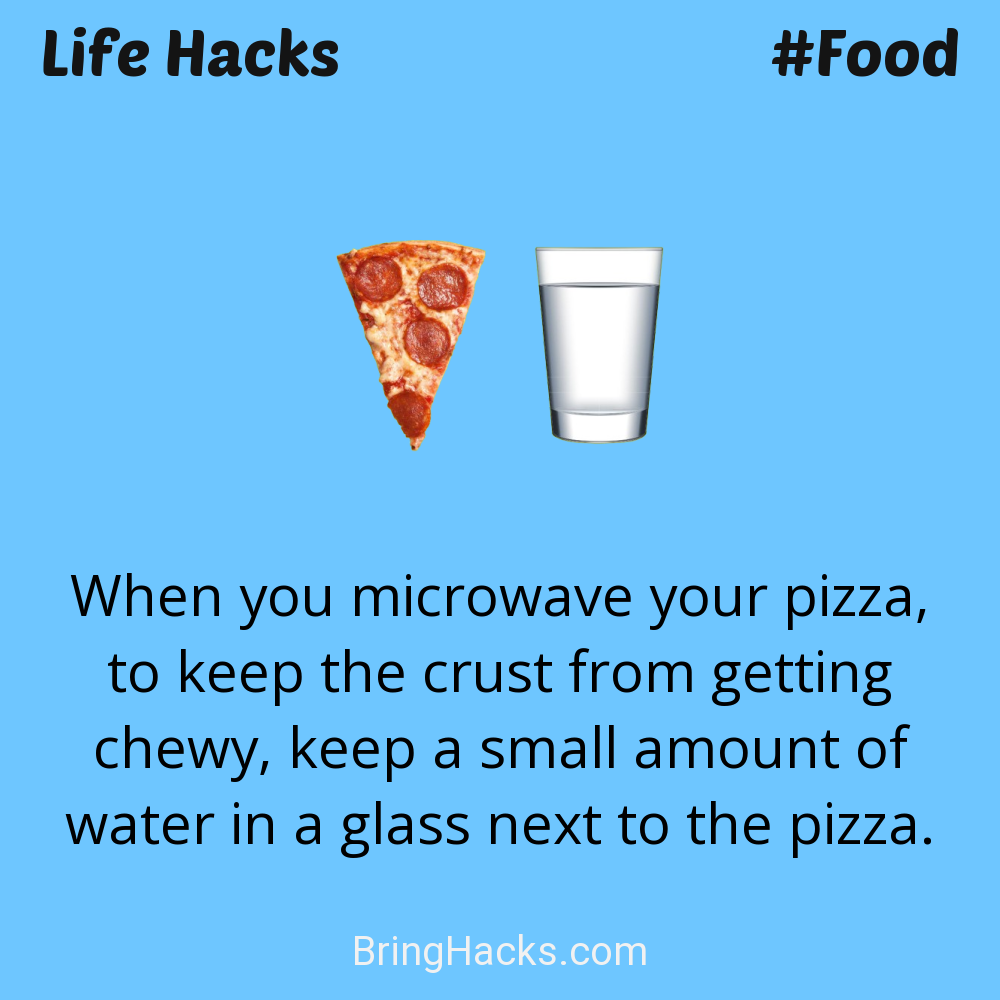 Life Hacks
#Food
When you microwave your pizza,
to keep the crust from getting
chewy, keep a small amount of
water in a glass next to the pizza.
BringHacks.com